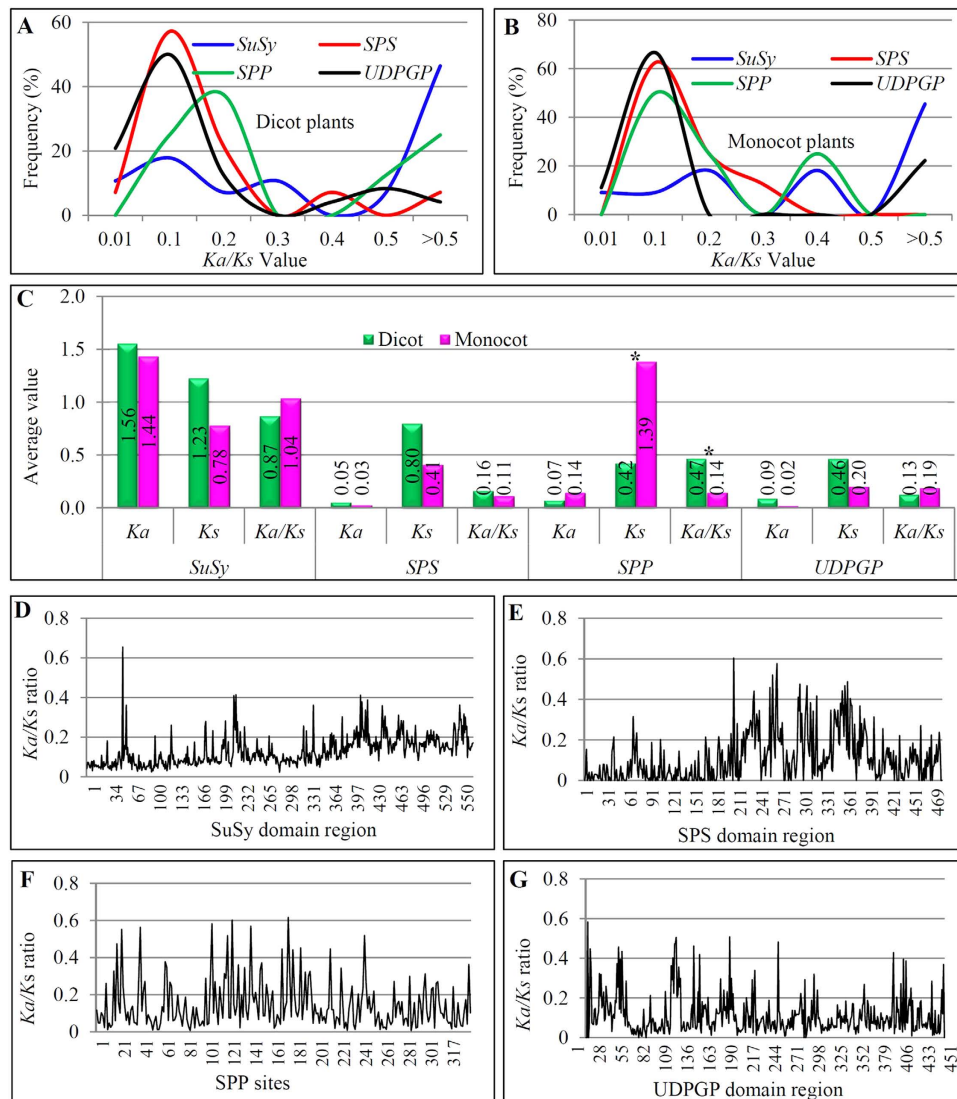 A
60
40
20
0
Frequency (%)
SuSy
SPS
SPP
UDPGP
Dicot plants
0.01 0.1 0.2 0.3 0.4 0.5 >0.5
Ka/Ks Value
B
80
60
40
20
0
Frequency (%)
SuSy
SPS
SPP
UDPGP
Monocot plants
0.01 0.1 0.2 0.3 0.4 0.5 >0.5
Ka/Ks Value
C
2.0
1.5
1.0
0.5
0.0
Average value
Dicot Monocot
1.56 1.44 1.23 0.78 0.87 1.04 0.05 0.03 0.80 0.41 0.16 0.11 0.07 0.14 * 0.42 1.39 * 0.47 0.14 0.09 0.02 0.46 0.20 0.13 0.19
Ka Ks Ka/Ks Ka Ks Ka/Ks Ka Ks Ka/Ks Ka Ks Ka/Ks
SuSy SPS SPP UDPGP
D
0.8
0.6
0.4
0.2
0
Ka/Ks ratio
1 34 67 100 133 166 199 232 265 298 331 364 397 430 463 496 529 550
SuSy domain region
E
0.8
0.6
0.4
0.2
0
Ka/Ks ratio
1 31 61 91 121 151 181 211 241 271 301 331 361 391 421 451 469
SPS domain region
F
0.8
0.6
0.4
0.2
0
Ka/Ks ratio
1 21 41 61 81 101 121 141 161 181 201 221 241 261 281 301 317
SPP sites
G
0.8
0.6
0.4
0.2
0
Ka/Ks ratio
1 28 55 82 109 136 163 190 217 244 271 298 325 352 379 406 433 451
UDPGP domain region